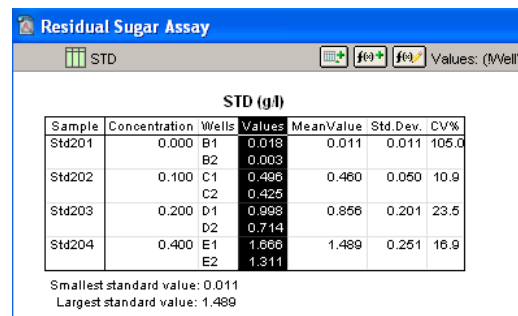 Residual Sugar Assay
STD Values: (!Well
STD (g/l)
Sample Concentration Wells Values MeanValue Std.Dev. CV%
Std201 0.000 B1 0.018 0.011 0.011 105.0
B2 0.003
Std202 0.100 C1 0.496 0.460 0.050 10.9
C2 0.425
Std203 0.200 D1 0.998 0.856 0.201 23.5
D2 0.714
Std204 0.400 E1 1.666 1.489 0.251 16.9
E2 1.311
Smallest standard value: 0.011
Largest standard value: 1.489